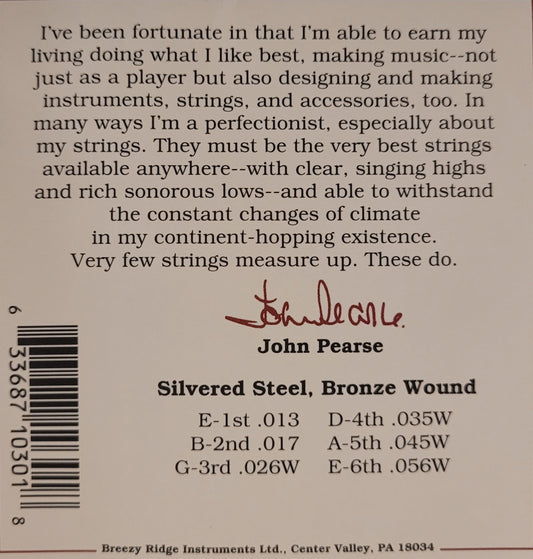 I've been fortunate in that I'm able to earn my
living doing what I like best, making music--not
just as a player but also designing and making
instruments, strings, and accessories, too. In
many ways I'm a perfectionist, especially about
my strings. They must be the very best strings
available anywhere--with clear, singing highs
and rich sonorous lows--and able to withstand
the constant changes of climate
in my continent-hopping existence.
Very few strings measure up. These do.
John Pearse
John Pearse
Silvered Steel, Bronze Wound
E-1st .013 D-4th .035W
B-2nd .017 A-5th .045W
G-3rd .026W E-6th .056W
6 33687 10301 8
Breezy Ridge Instruments Ltd., Center Valley, PA 18034